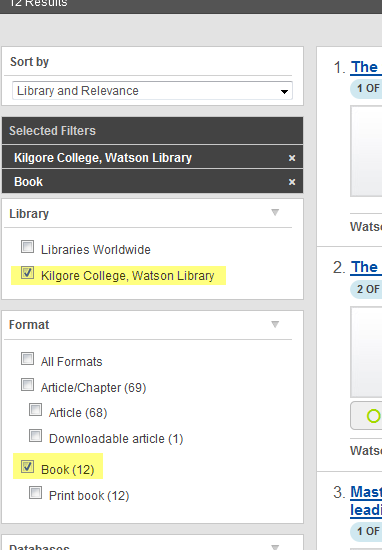 12 Results
Sort by
Library and Relevance
Selected Filters
Kilgore College, Watson Library ×
Book ×
Library
Libraries Worldwide
Kilgore College, Watson Library
Format
All Formats
Article/Chapter (69)
Article (68)
Downloadable article (1)
Book (12)
Print book (12)
Databases
1. The
1 OF
Wats
2. The
2 OF
Wats
3. Mast
leadi
1 OF